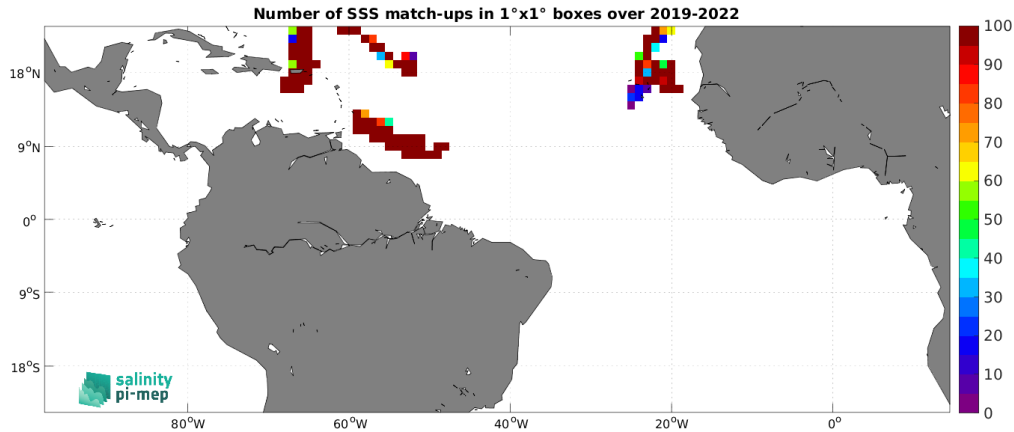 Number of SSS match-ups in 1°x1° boxes over 2019-2022
100
90
80
70
60
50
40
30
20
10
0
18°N
9°N
0°
9°S
18°S
80°W
60°W
40°W
20°W
0°
salinity
pi-mep